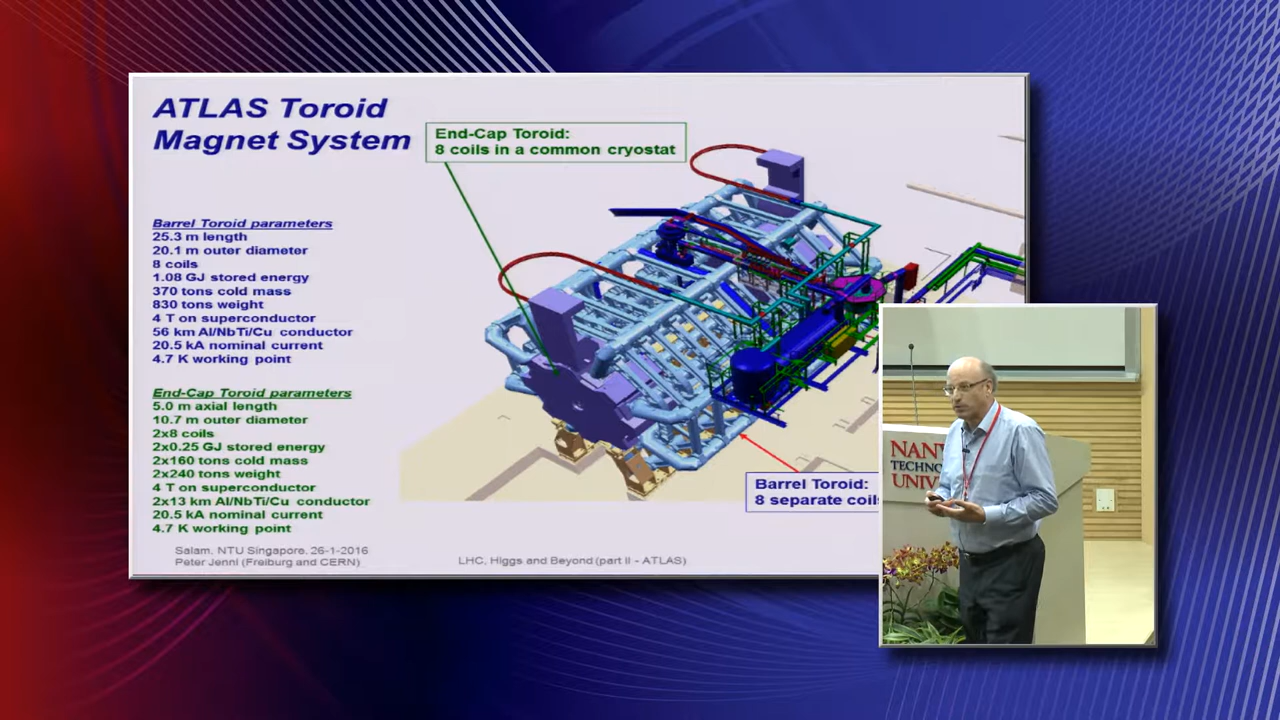 ATLAS Toroid
Magnet System
End-Cap Toroid:
8 coils in a common cryostat
Barrel Toroid parameters
25.3 m length
20.1 m outer diameter
8 coils
1.08 GJ stored energy
370 tons cold mass
830 tons weight
4 T on superconductor
56 km Al/NbTi/Cu conductor
20.5 kA nominal current
4.7 K working point
End-Cap Toroid parameters
5.0 m axial length
10.7 m outer diameter
2x8 coils
2x0.25 GJ stored energy
2x160 tons cold mass
2x240 tons weight
4 T on superconductor
2x13 km Al/NbTi/Cu conductor
20.5 kA nominal current
4.7 K working point
Barrel Toroid:
8 separate coils
Salam, NTU Singapore, 26-1-2016
Peter Jenni (Freiburg and CERN)
LHC, Higgs and Beyond (part II - ATLAS)
NAN
TECHNO
UNIV